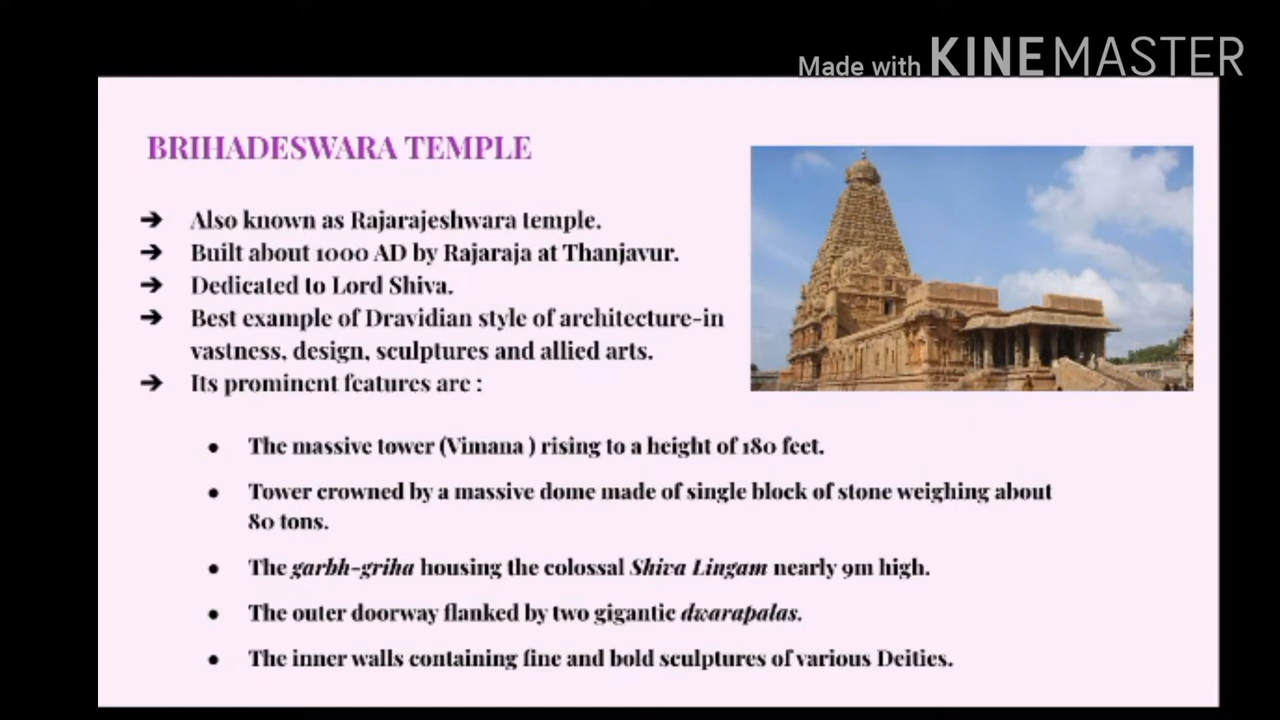 Made with KINEMASTER
BRIHADESWARA TEMPLE
➔ Also known as Rajarajeshwara temple.
➔ Built about 1000 AD by Rajaraja at Thanjavur.
➔ Dedicated to Lord Shiva.
➔ Best example of Dravidian style of architecture-in
vastness, design, sculptures and allied arts.
➔ Its prominent features are :
● The massive tower (Vimana ) rising to a height of 180 feet.
● Tower crowned by a massive dome made of single block of stone weighing about
80 tons.
● The garbh-griha housing the colossal Shiva Lingam nearly 9m high.
● The outer doorway flanked by two gigantic dwarapalas.
● The inner walls containing fine and bold sculptures of various Deities.